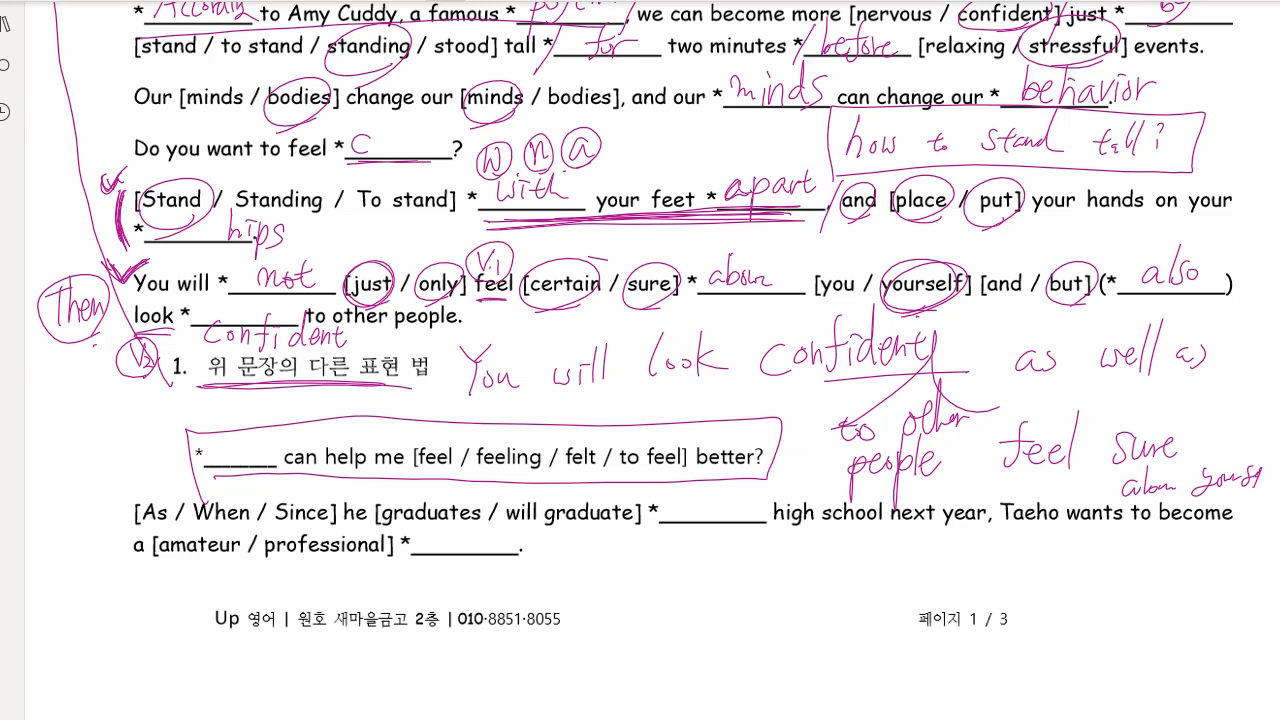 * According to Amy Cuddy, a famous * ________, we can become more [nervous / confident] just * by
[stand / to stand / standing / stood] tall * for two minutes * before [relaxing / stressful] events.
Our [minds / bodies] change our [minds / bodies], and our * minds can change our * behavior.
Do you want to feel * C ________?
how to stand tall?
w n a
[Stand / Standing / To stand] * with your feet * apart, and [place / put] your hands on your
* hips.
V.1
You will * not [just / only] feel [certain / sure] * about [you / yourself] [and / but] (* also )
Then
look * ________ to other people.
confident
V2
1. 위 문장의 다른 표현 법 You will look confident as well as
to other people feel sure
about yourself
*______ can help me [feel / feeling / felt / to feel] better?
[As / When / Since] he [graduates / will graduate] *________ high school next year, Taeho wants to become
a [amateur / professional] *________.
Up 영어 | 원호 새마을금고 2층 | 010·8851·8055 페이지 1 / 3